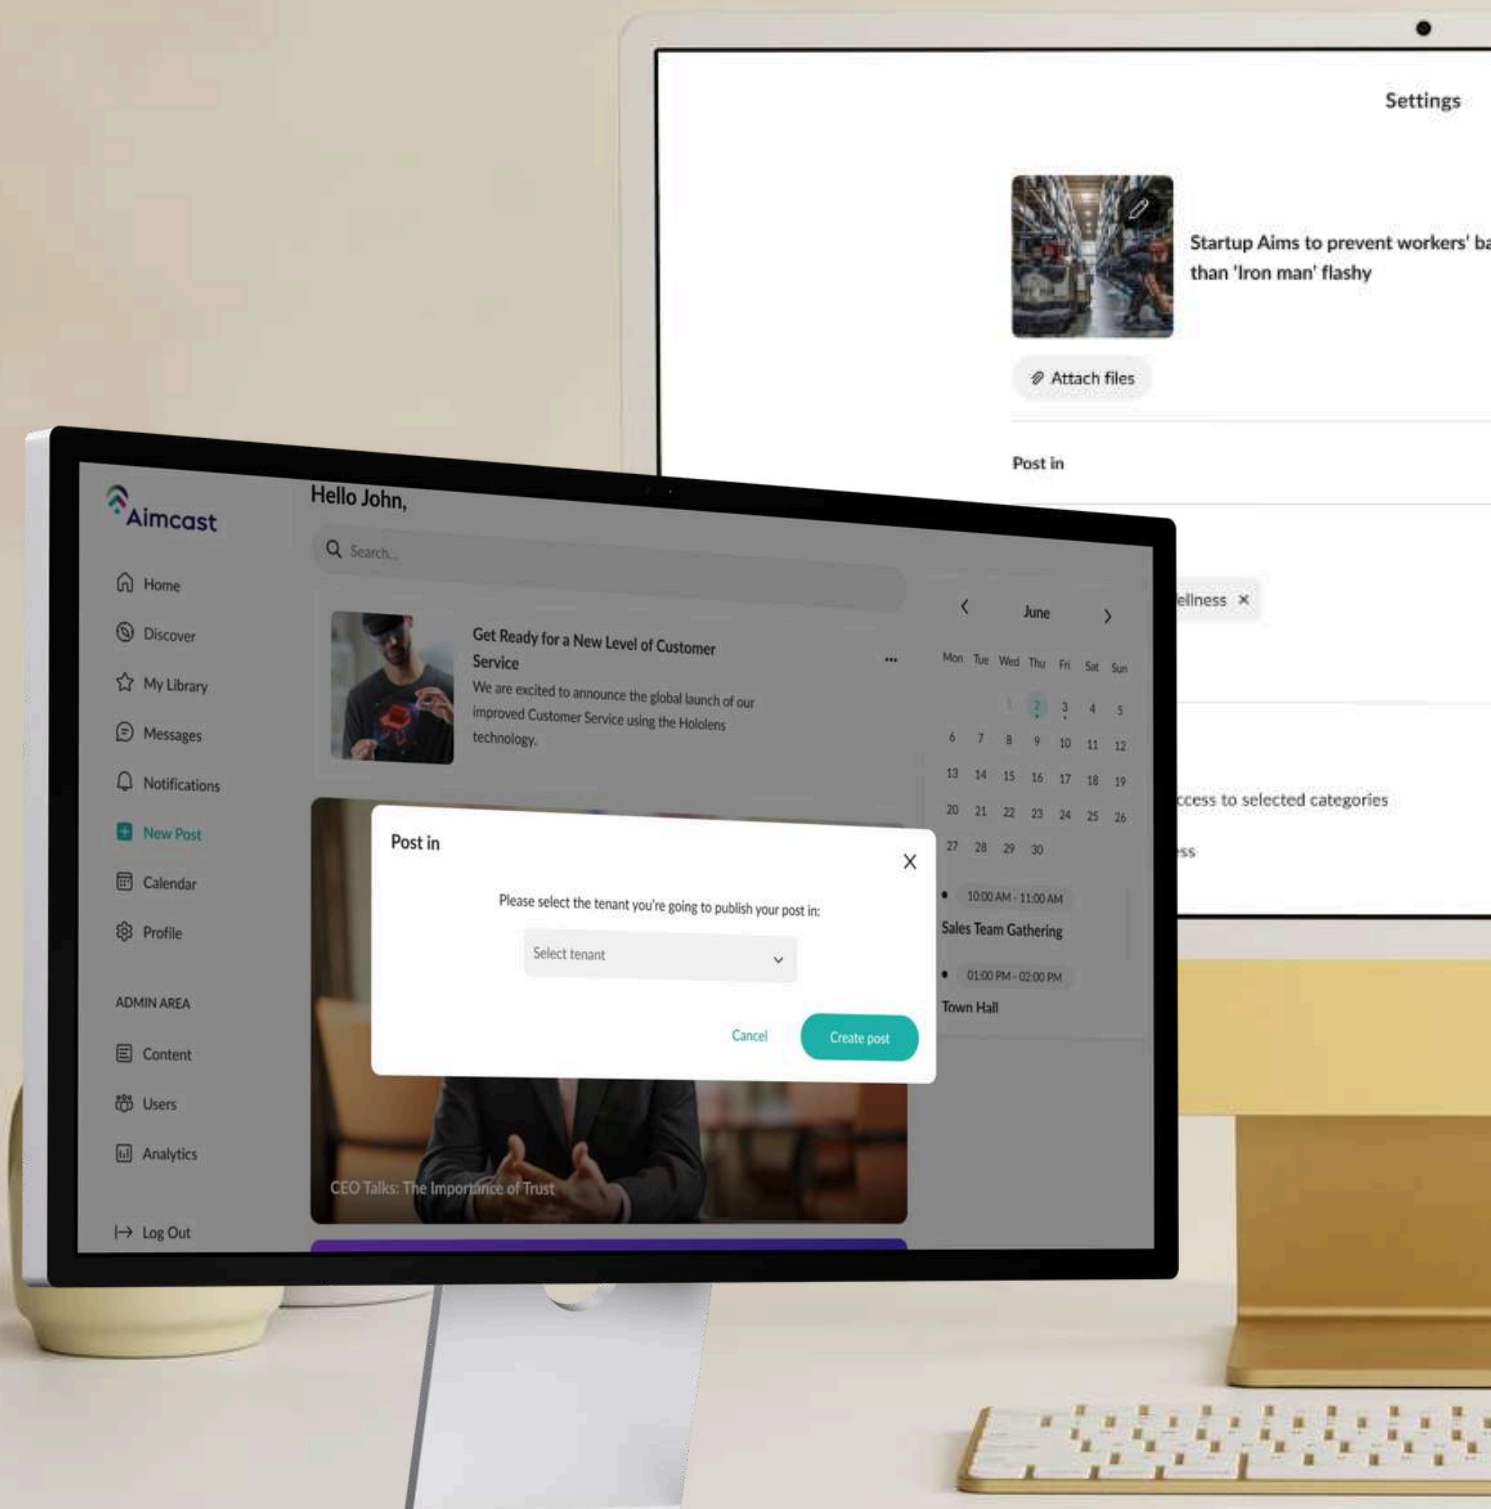 Settings
Startup Aims to prevent workers'
than 'Iron man' flashy
Attach files
Post in
Aimcast
Hello John,
Search...
Home
Discover
My Library
Messages
Notifications
New Post
Calendar
Profile
ADMIN AREA
Content
Users
Analytics
Log Out
Get Ready for a New Level of Customer
Service
We are excited to announce the global launch of our
improved Customer Service using the Hololens
technology.
Post in
X
Please select the tenant you're going to publish your post in:
Select tenant
Cancel
Create post
CEO Talks: The Importance of Trust
June
Mon Tue Wed Thu Fri Sat Sun
1 2 3 4 5
6 7 8 9 10 11 12
13 14 15 16 17 18 19
20 21 22 23 24 25 26
27 28 29 30
10:00 AM - 11:00 AM
Sales Team Gathering
01:00 PM - 02:00 PM
Town Hall
ellness ×
ccess to selected categories
ess